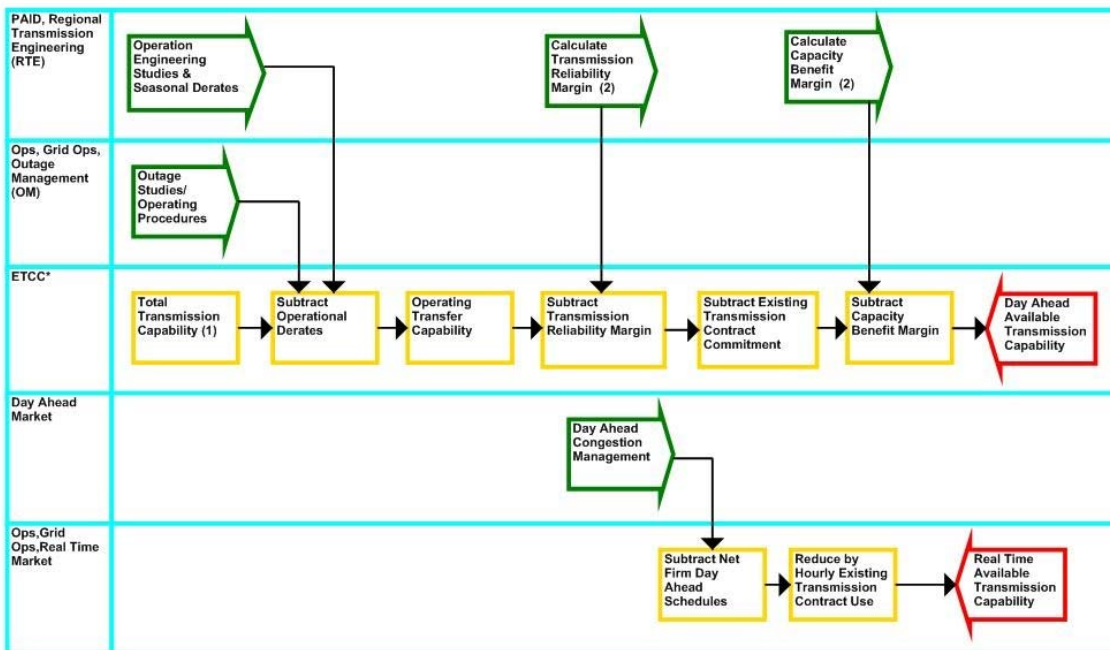 PAID, Regional
Transmission
Engineering
(RTE)
Operation
Engineering
Studies &
Seasonal Derates
Calculate
Transmission
Reliability
Margin (2)
Calculate
Capacity
Benefit
Margin (2)
Ops, Grid Ops,
Outage
Management
(OM)
Outage
Studies/
Operating
Procedures
ETCC*
Total
Transmission
Capability (1)
Subtract
Operational
Derates
Operating
Transfer
Capability
Subtract
Transmission
Reliability Margin
Subtract Existing
Transmission
Contract
Commitment
Subtract
Capacity
Benefit Margin
Day Ahead
Available
Transmission
Capability
Day Ahead
Market
Day Ahead
Congestion
Management
Ops,Grid
Ops,Real Time
Market
Subtract Net
Firm Day
Ahead
Schedules
Reduce by
Hourly Existing
Transmission
Contract Use
Real Time
Available
Transmission
Capability